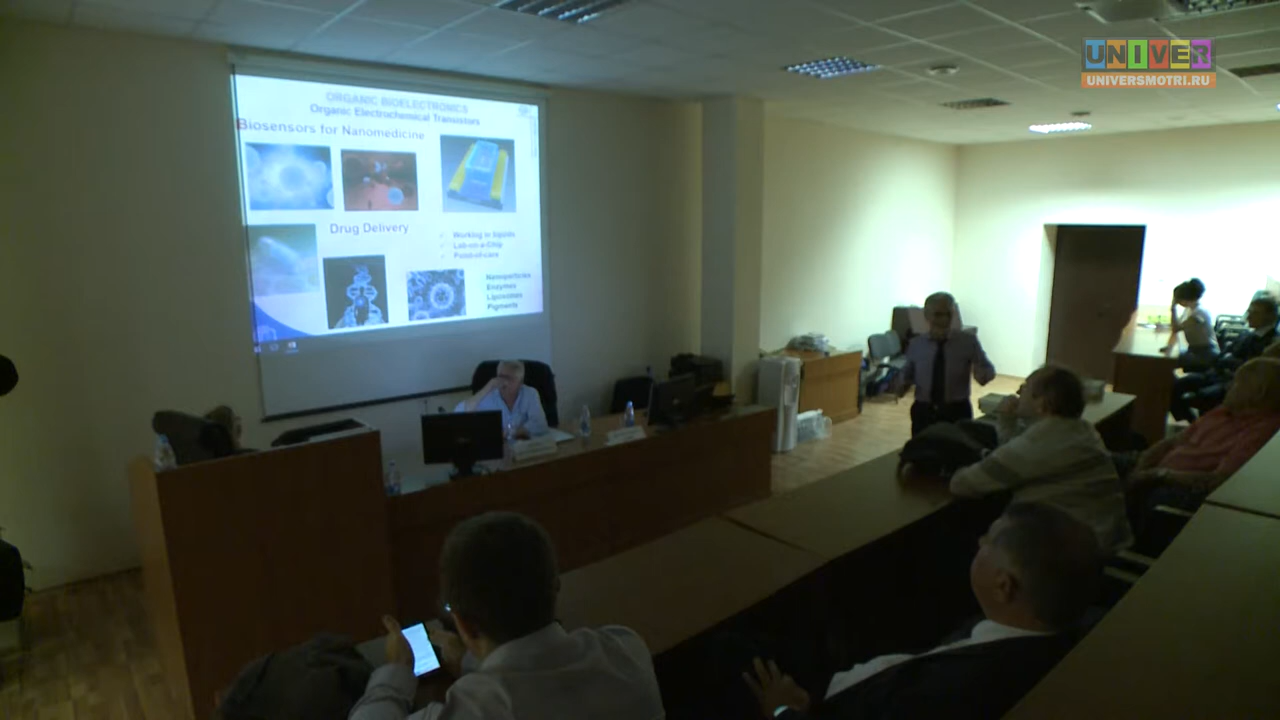 UNIVER
UNIVERSMOTRI.RU
ORGANIC BIOELECTRONICS
Organic Electrochemical Transistors
Biosensors for Nanomedicine
Drug Delivery
Working in liquids
Lab-on-a-Chip
Point-of-care
Nanoparticles
Enzymes
Liposomes
Pigments